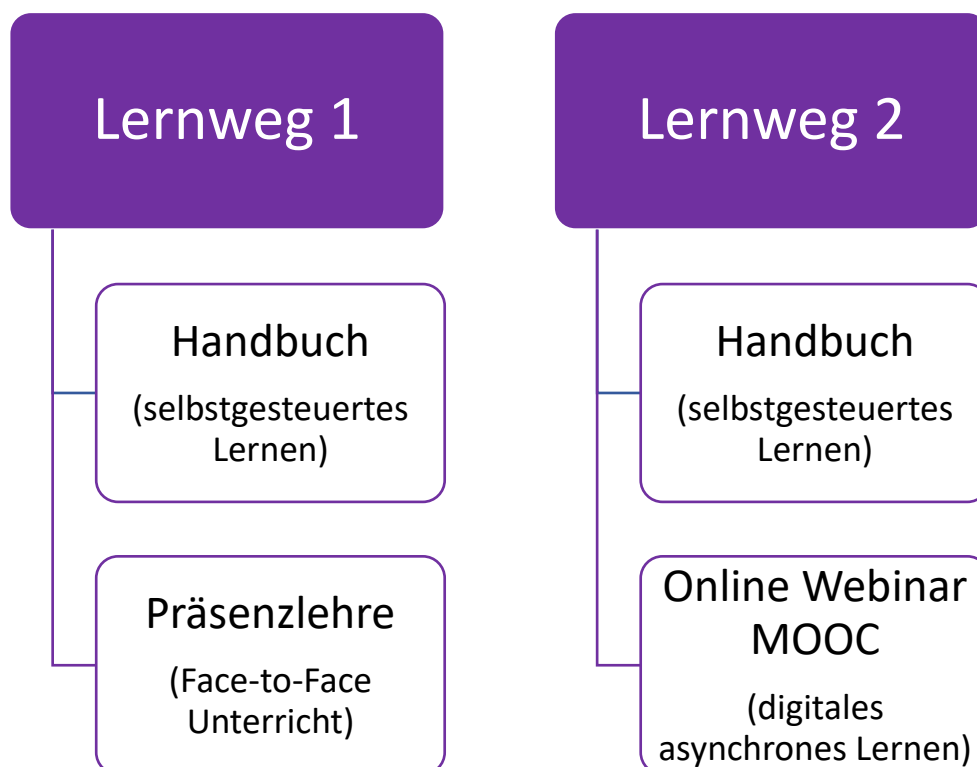 Lernweg 1
Handbuch
(selbstgesteuertes
Lernen)
Präsenzlehre
(Face-to-Face
Unterricht)
Lernweg 2
Handbuch
(selbstgesteuertes
Lernen)
Online Webinar
MOOC
(digitales
asynchrones Lernen)